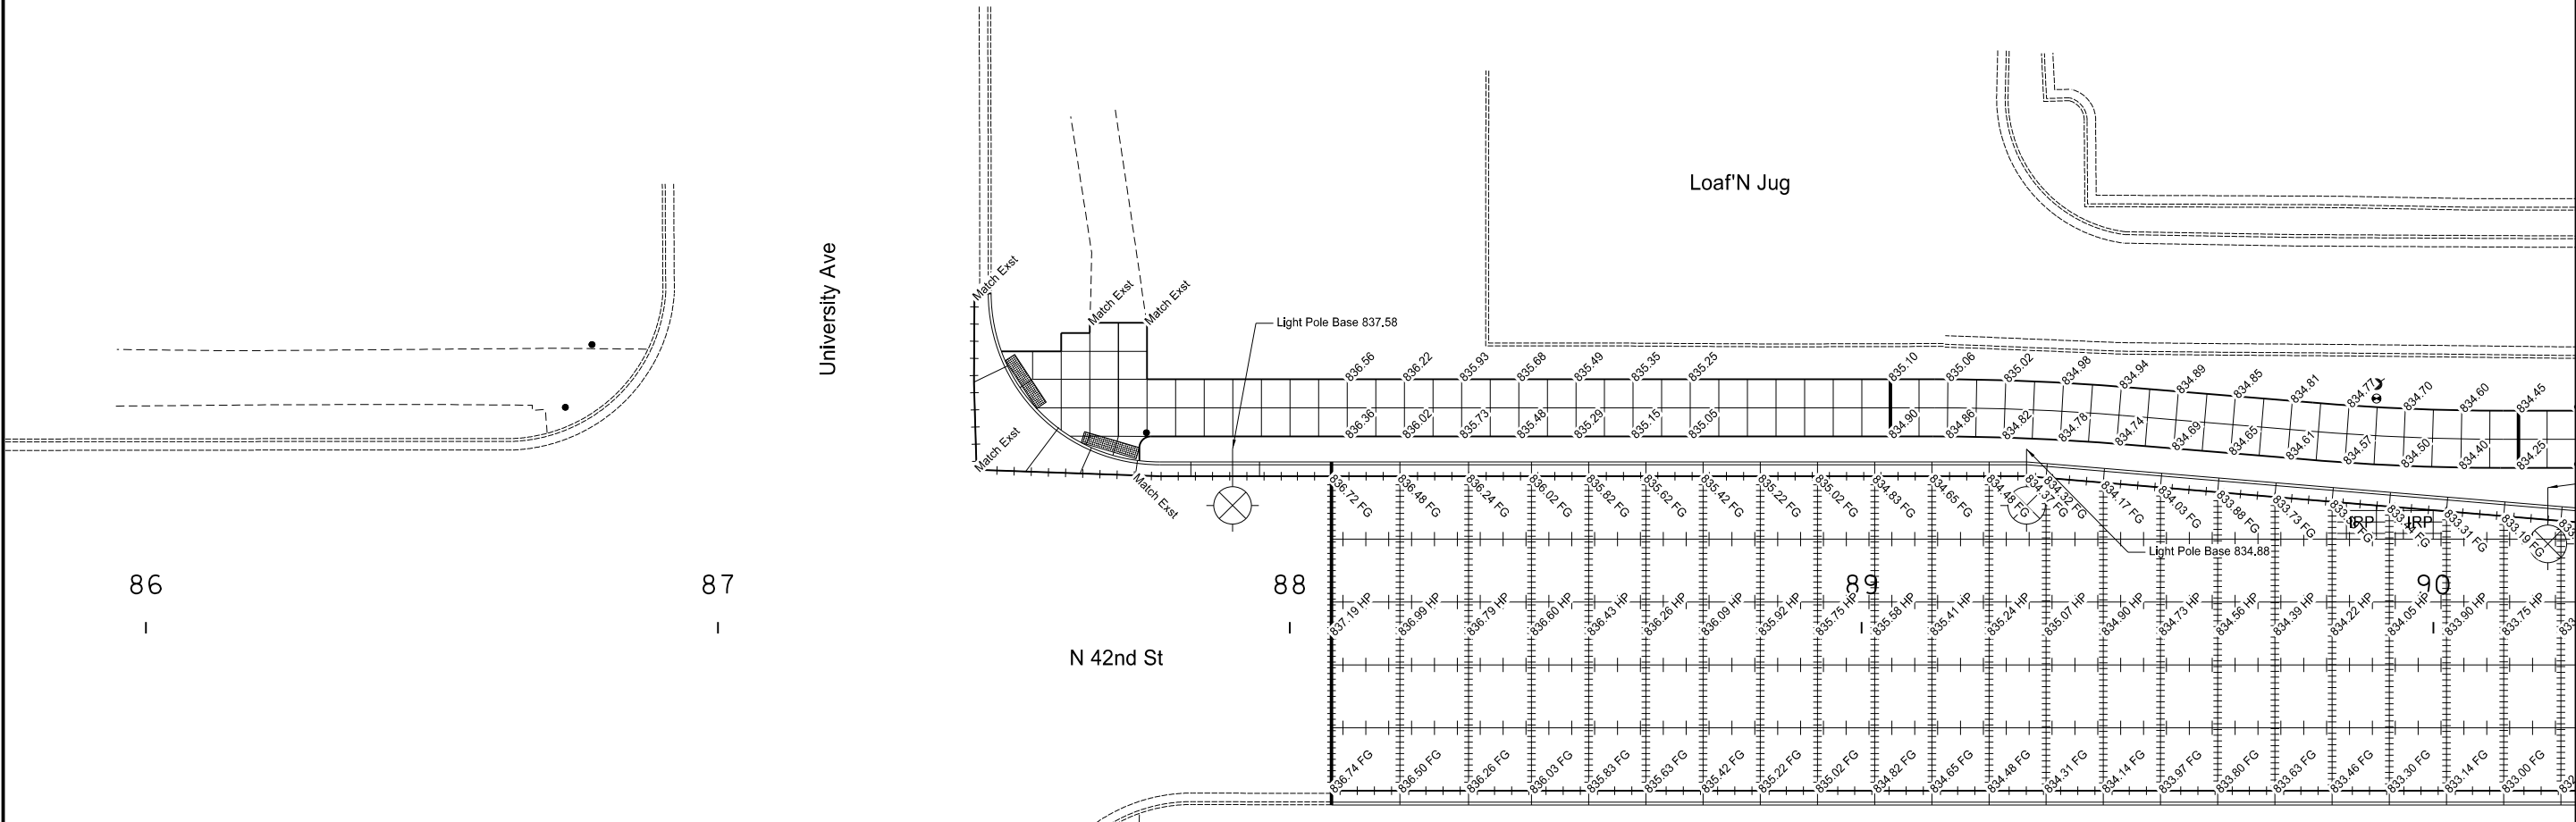 Loaf'N Jug
University Ave
Match Exst
Match Exst
Match Exst
Light Pole Base 837.58
836.56
836.22
835.93
835.68
835.49
835.35
835.25
835.10
835.06
835.02
834.98
834.94
834.89
834.85
834.81
834.77
834.70
834.60
834.45
836.36
836.02
835.73
835.48
835.29
835.15
835.05
834.90
834.86
834.82
834.78
834.74
834.69
834.65
834.61
834.57
834.50
834.40
834.25
Match Exst
Match Exst
836.72 FG
836.48 FG
836.24 FG
836.02 FG
835.82 FG
835.62 FG
835.42 FG
835.22 FG
835.02 FG
834.83 FG
834.65 FG
834.48 FG
834.37 FG
834.32 FG
834.17 FG
834.03 FG
833.88 FG
833.73 FG
IRP
IRP
833.31 FG
833.19 FG
Light Pole Base 834.88
86
87
88
89
90
837.19 HP
836.99 HP
836.79 HP
836.60 HP
836.43 HP
836.26 HP
836.09 HP
835.92 HP
835.75 HP
835.58 HP
835.41 HP
835.24 HP
835.07 HP
834.90 HP
834.73 HP
834.56 HP
834.39 HP
834.22 HP
834.05 HP
833.90 HP
833.75 HP
N 42nd St
836.74 FG
836.50 FG
836.26 FG
836.03 FG
835.83 FG
835.63 FG
835.42 FG
835.22 FG
835.02 FG
834.82 FG
834.65 FG
834.48 FG
834.31 FG
834.14 FG
833.97 FG
833.80 FG
833.63 FG
833.46 FG
833.30 FG
833.14 FG
833.00 FG